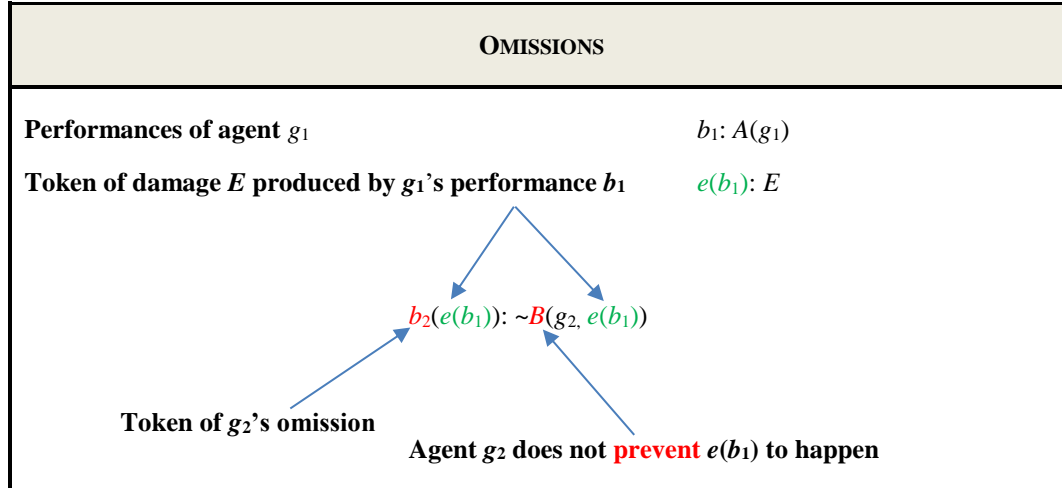 OMISSIONS
Performances of agent g1 b1: A(g1)
Token of damage E produced by g1's performance b1 e(b1): E
b2(e(b1)): ~B(g2, e(b1))
Token of g2's omission
Agent g2 does not prevent e(b1) to happen